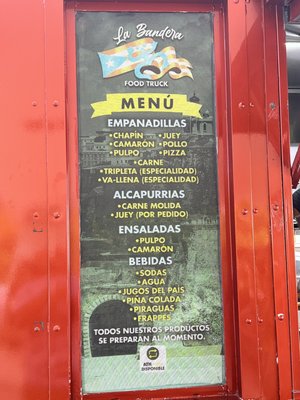 La Bandera
FOOD TRUCK
MENÚ
EMPANADILLAS
•CHAPÍN •JUEY
•CAMARÓN •POLLO
•PULPO •PIZZA
•CARNE
•TRIPLETA (ESPECIALIDAD)
•VA-LLENA (ESPECIALIDAD)
ALCAPURRIAS
•CARNE MOLIDA
•JUEY (POR PEDIDO)
ENSALADAS
•PULPO
•CAMARÓN
BEBIDAS
•SODAS
•AGUA
•JUGOS DEL PAIS
•PIÑA COLADA
•PIRAGUAS
•FRAPPES
TODOS NUESTROS PRODUCTOS
SE PREPARAN AL MOMENTO.
ATH
DISPONIBLE